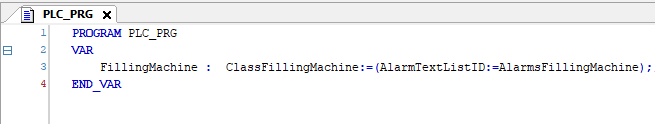 PLC_PRG
1 PROGRAM PLC_PRG
2 VAR
3 FillingMachine : ClassFillingMachine:=(AlarmTextListID:=AlarmsFillingMachine);
4 END_VAR